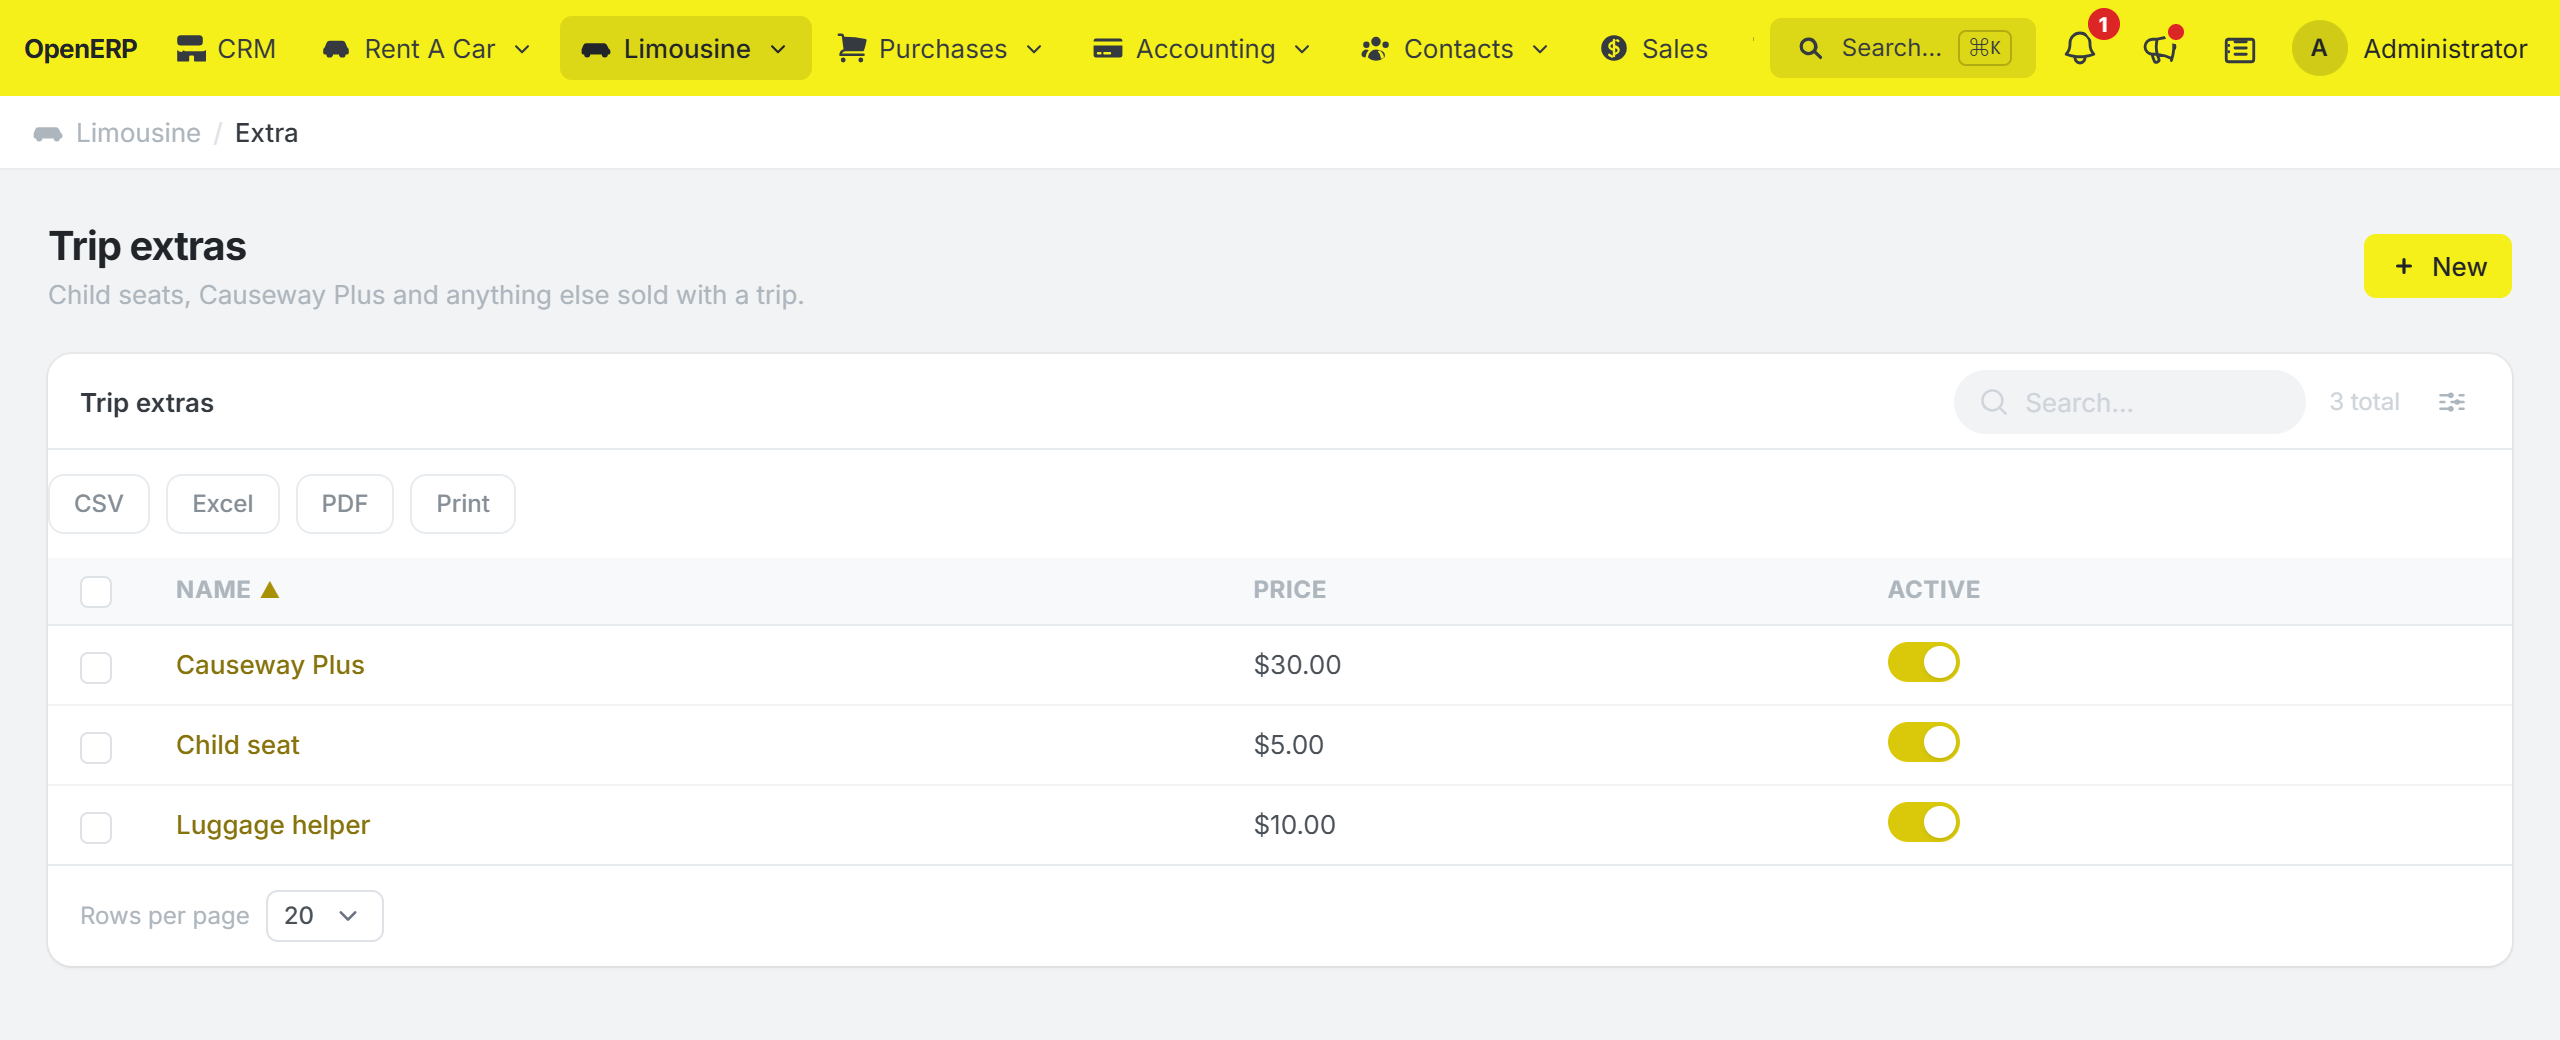 OpenERP CRM Rent A Car Limousine Purchases Accounting Contacts Sales Search... ⌘K 1 A Administrator
Limousine / Extra
Trip extras
Child seats, Causeway Plus and anything else sold with a trip.
+ New
Trip extras
Search...
3 total
CSV Excel PDF Print
NAME ▲ PRICE ACTIVE
Causeway Plus $30.00
Child seat $5.00
Luggage helper $10.00
Rows per page 20